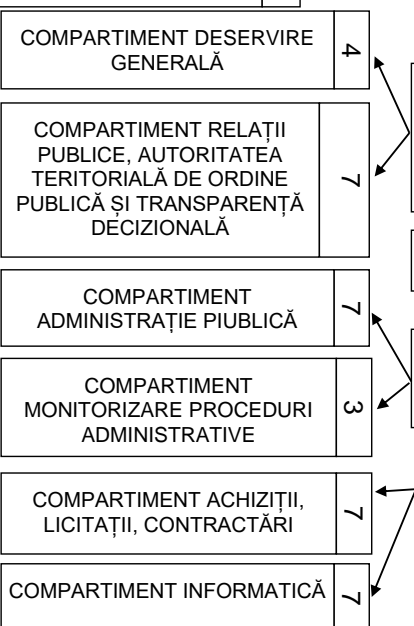 COMPARTIMENT DESERVIRE
GENERALĂ
4
COMPARTIMENT RELAȚII
PUBLICE, AUTORITATEA
TERITORIALĂ DE ORDINE
PUBLICĂ ȘI TRANSPARENȚĂ
DECIZIONALĂ
7
COMPARTIMENT
ADMINISTRAȚIE PIUBLICĂ
7
COMPARTIMENT
MONITORIZARE PROCEDURI
ADMINISTRATIVE
3
COMPARTIMENT ACHIZIȚII,
LICITAȚII, CONTRACTĂRI
7
COMPARTIMENT INFORMATICĂ
7